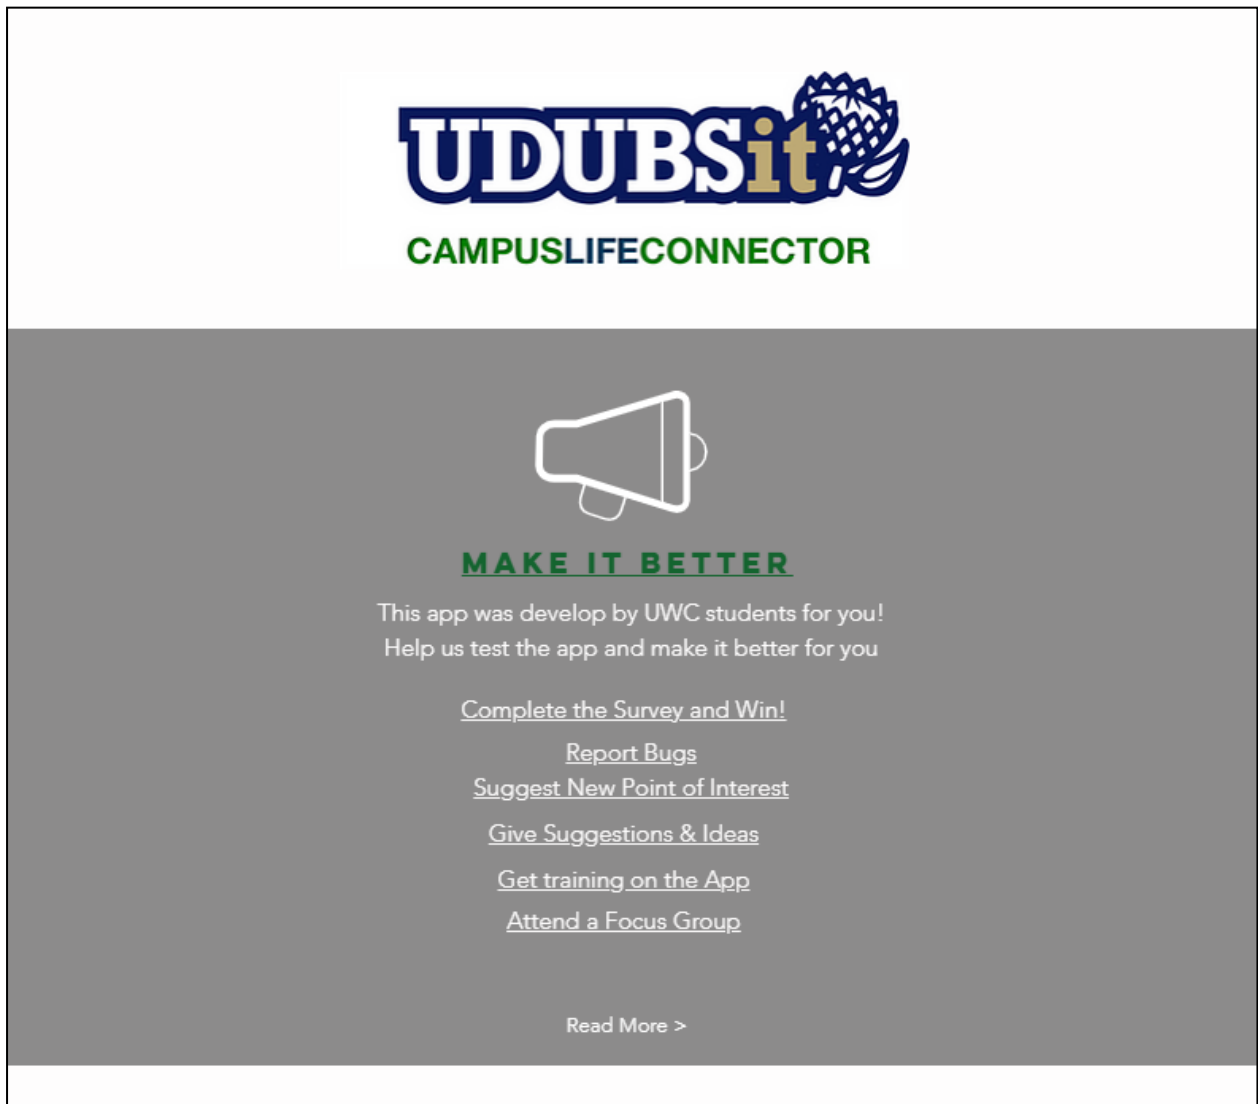 UDUBSit
CAMPUSLIFECONNECTOR
MAKE IT BETTER
This app was develop by UWC students for you!
Help us test the app and make it better for you
Complete the Survey and Win!
Report Bugs
Suggest New Point of Interest
Give Suggestions & Ideas
Get training on the App
Attend a Focus Group
Read More >